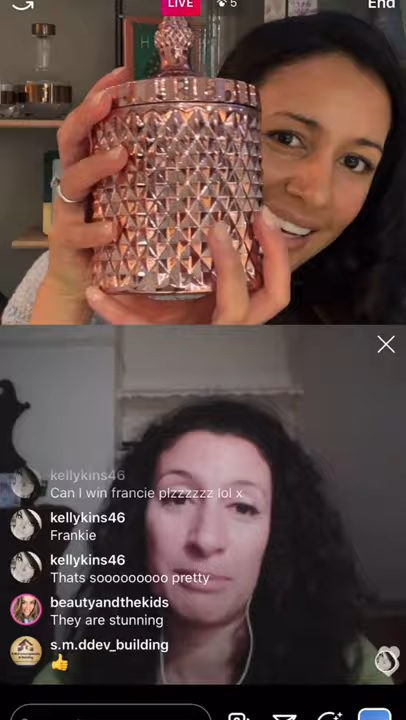 LIVE
5
End
kellykins46
Can I win francie plzzzzzz lol x
kellykins46
Frankie
kellykins46
Thats sooooooooo pretty
beautyandthekids
They are stunning
s.m.ddev_building
👍